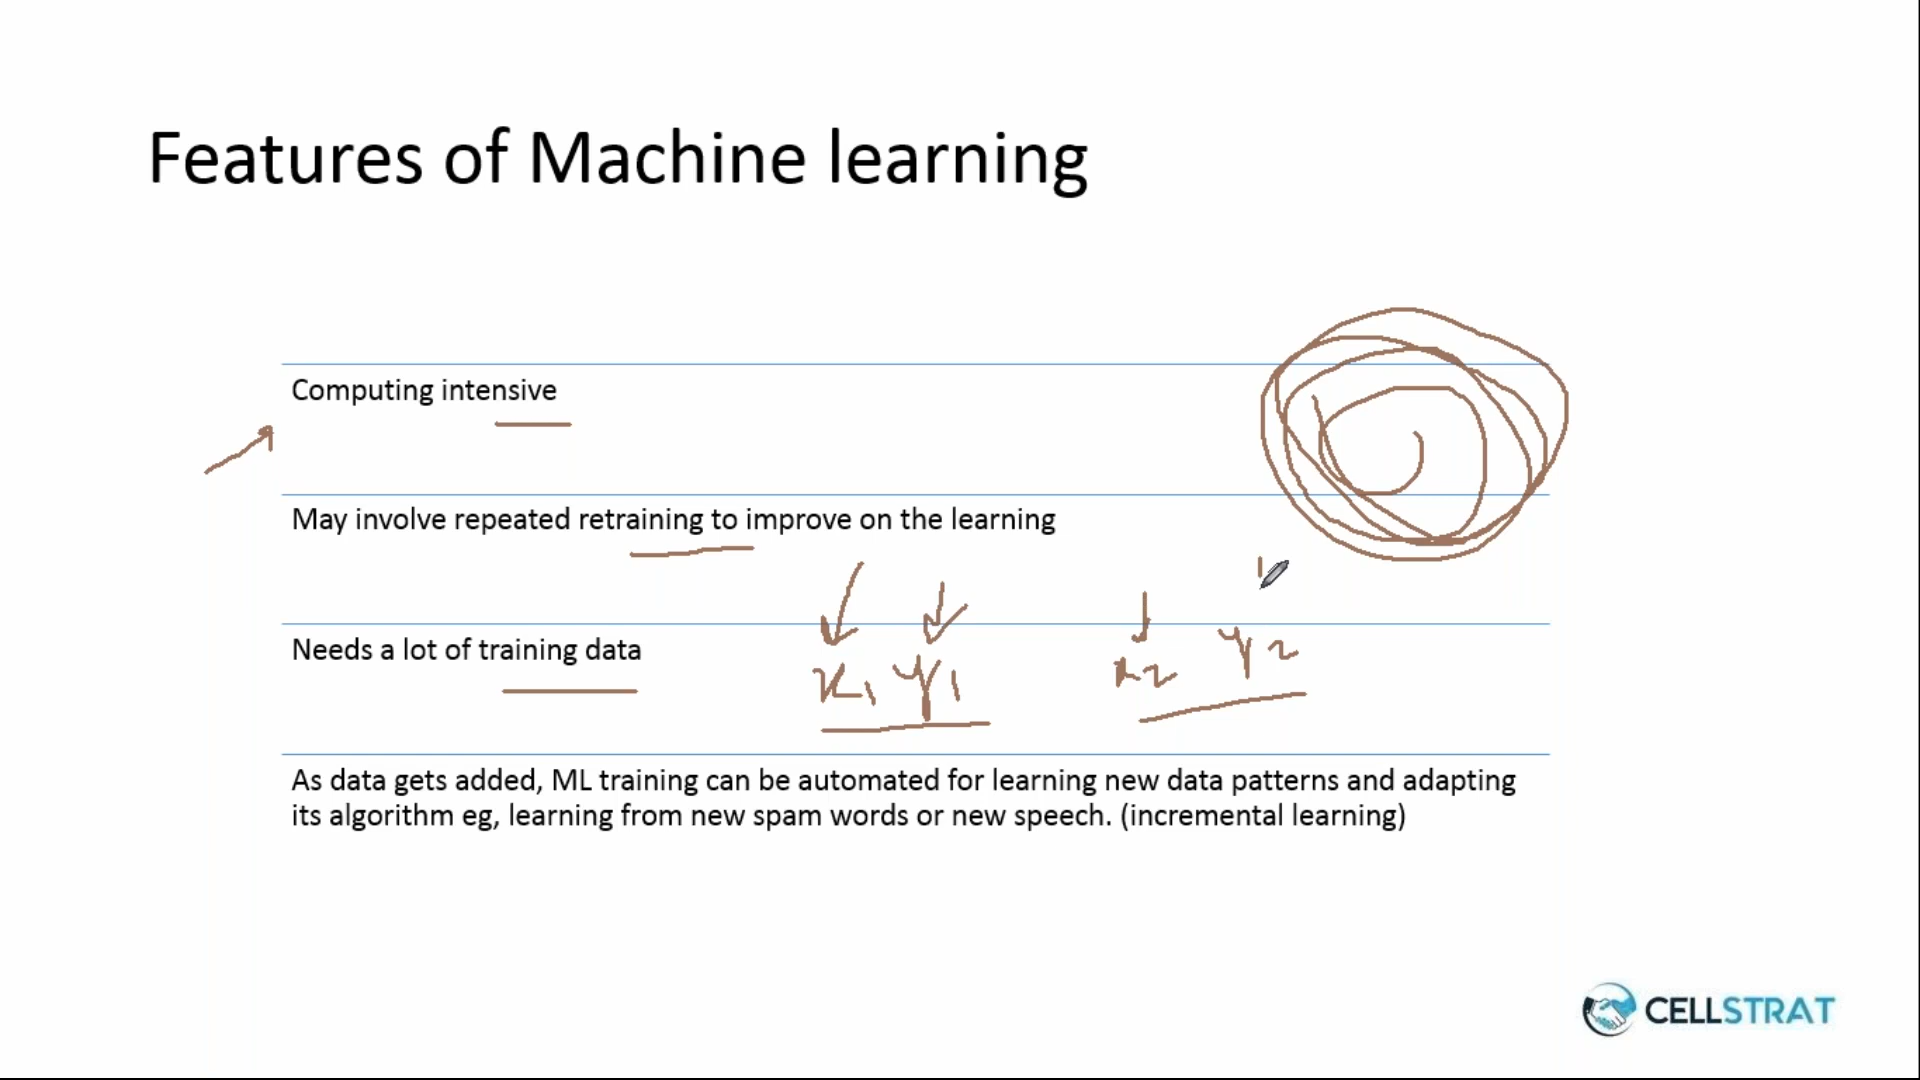 Features of Machine learning
Computing intensive
May involve repeated retraining to improve on the learning
Needs a lot of training data
x1 y1
x2 y2
As data gets added, ML training can be automated for learning new data patterns and adapting
its algorithm eg, learning from new spam words or new speech. (incremental learning)
CELLSTRAT